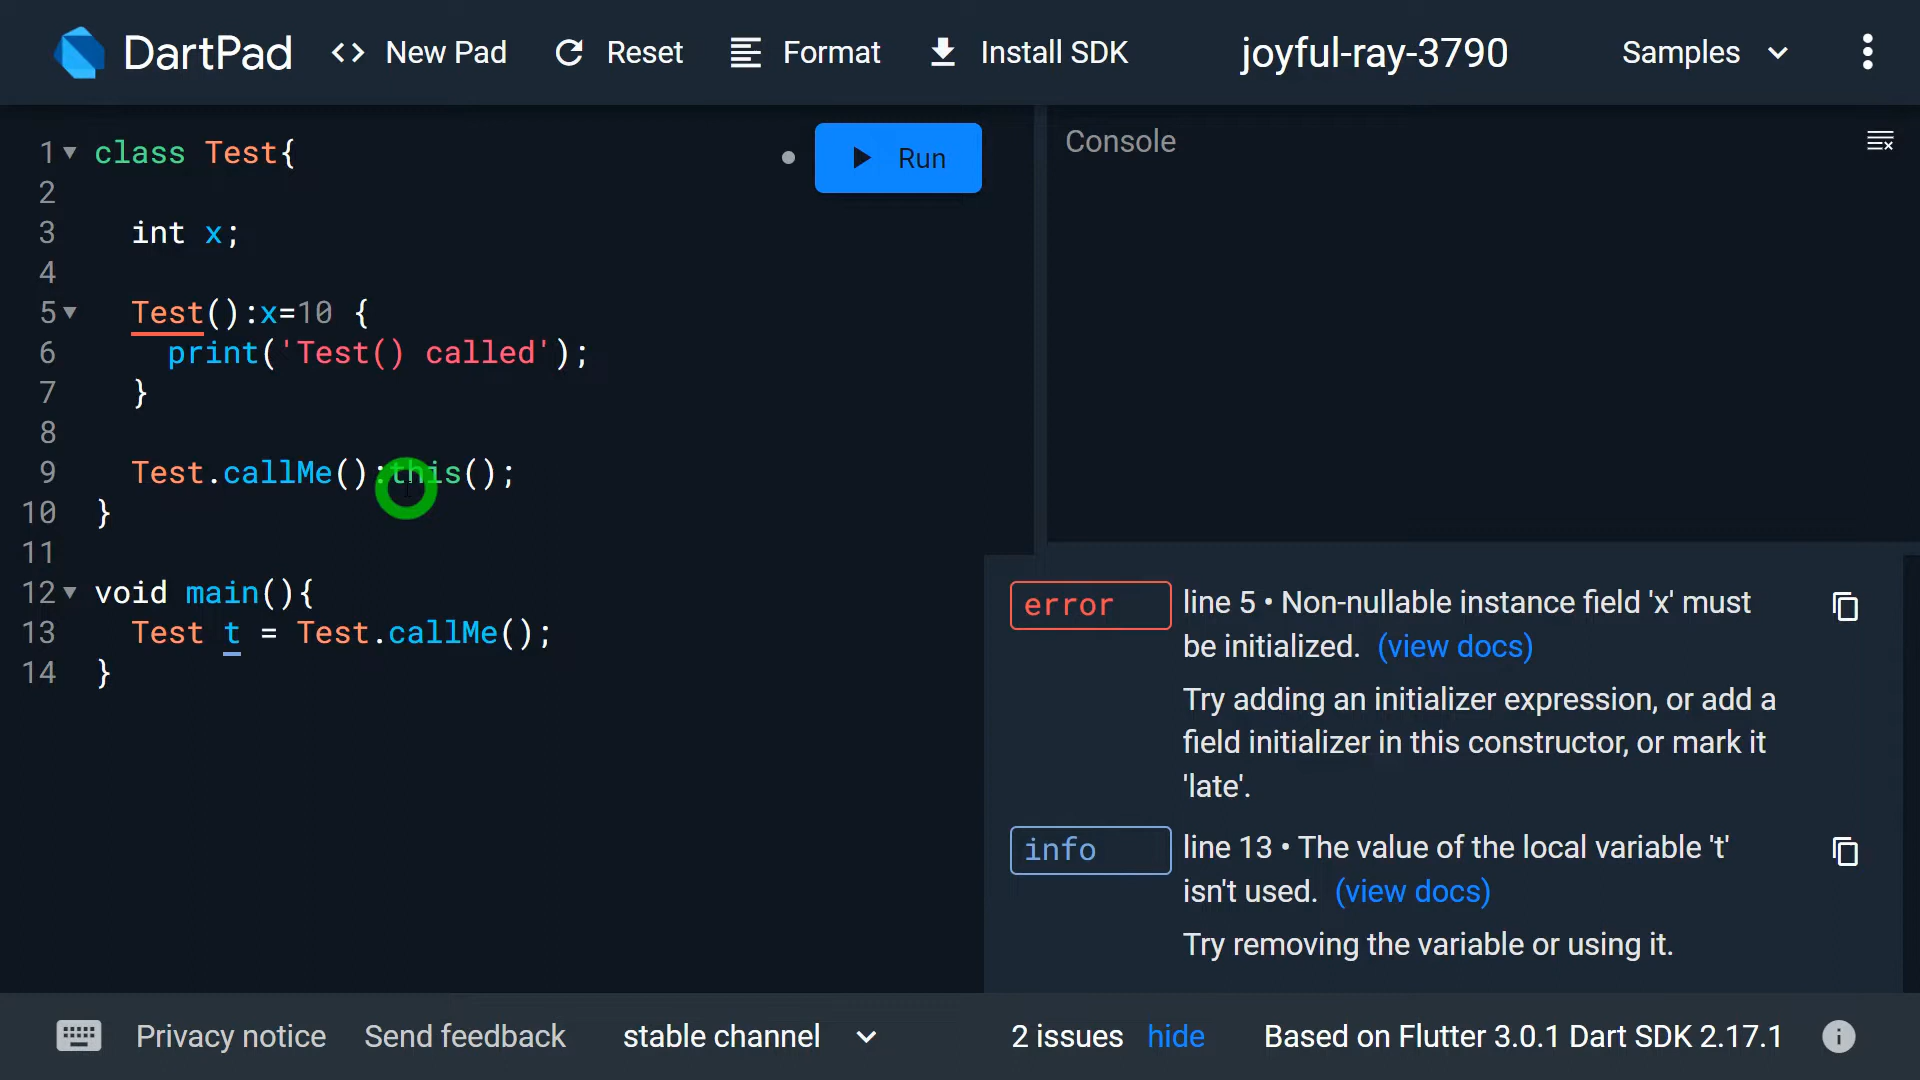 DartPad <> New Pad Reset Format Install SDK joyful-ray-3790 Samples
1 class Test{
2
3 int x;
4
5 Test():x=10 {
6 print('Test() called');
7 }
8
9 Test.callMe():this();
10 }
11
12 void main(){
13 Test t = Test.callMe();
14 }
Run
Console
error line 5 • Non-nullable instance field 'x' must
be initialized. (view docs)
Try adding an initializer expression, or add a
field initializer in this constructor, or mark it
'late'.
info line 13 • The value of the local variable 't'
isn't used. (view docs)
Try removing the variable or using it.
Privacy notice Send feedback stable channel 2 issues hide Based on Flutter 3.0.1 Dart SDK 2.17.1